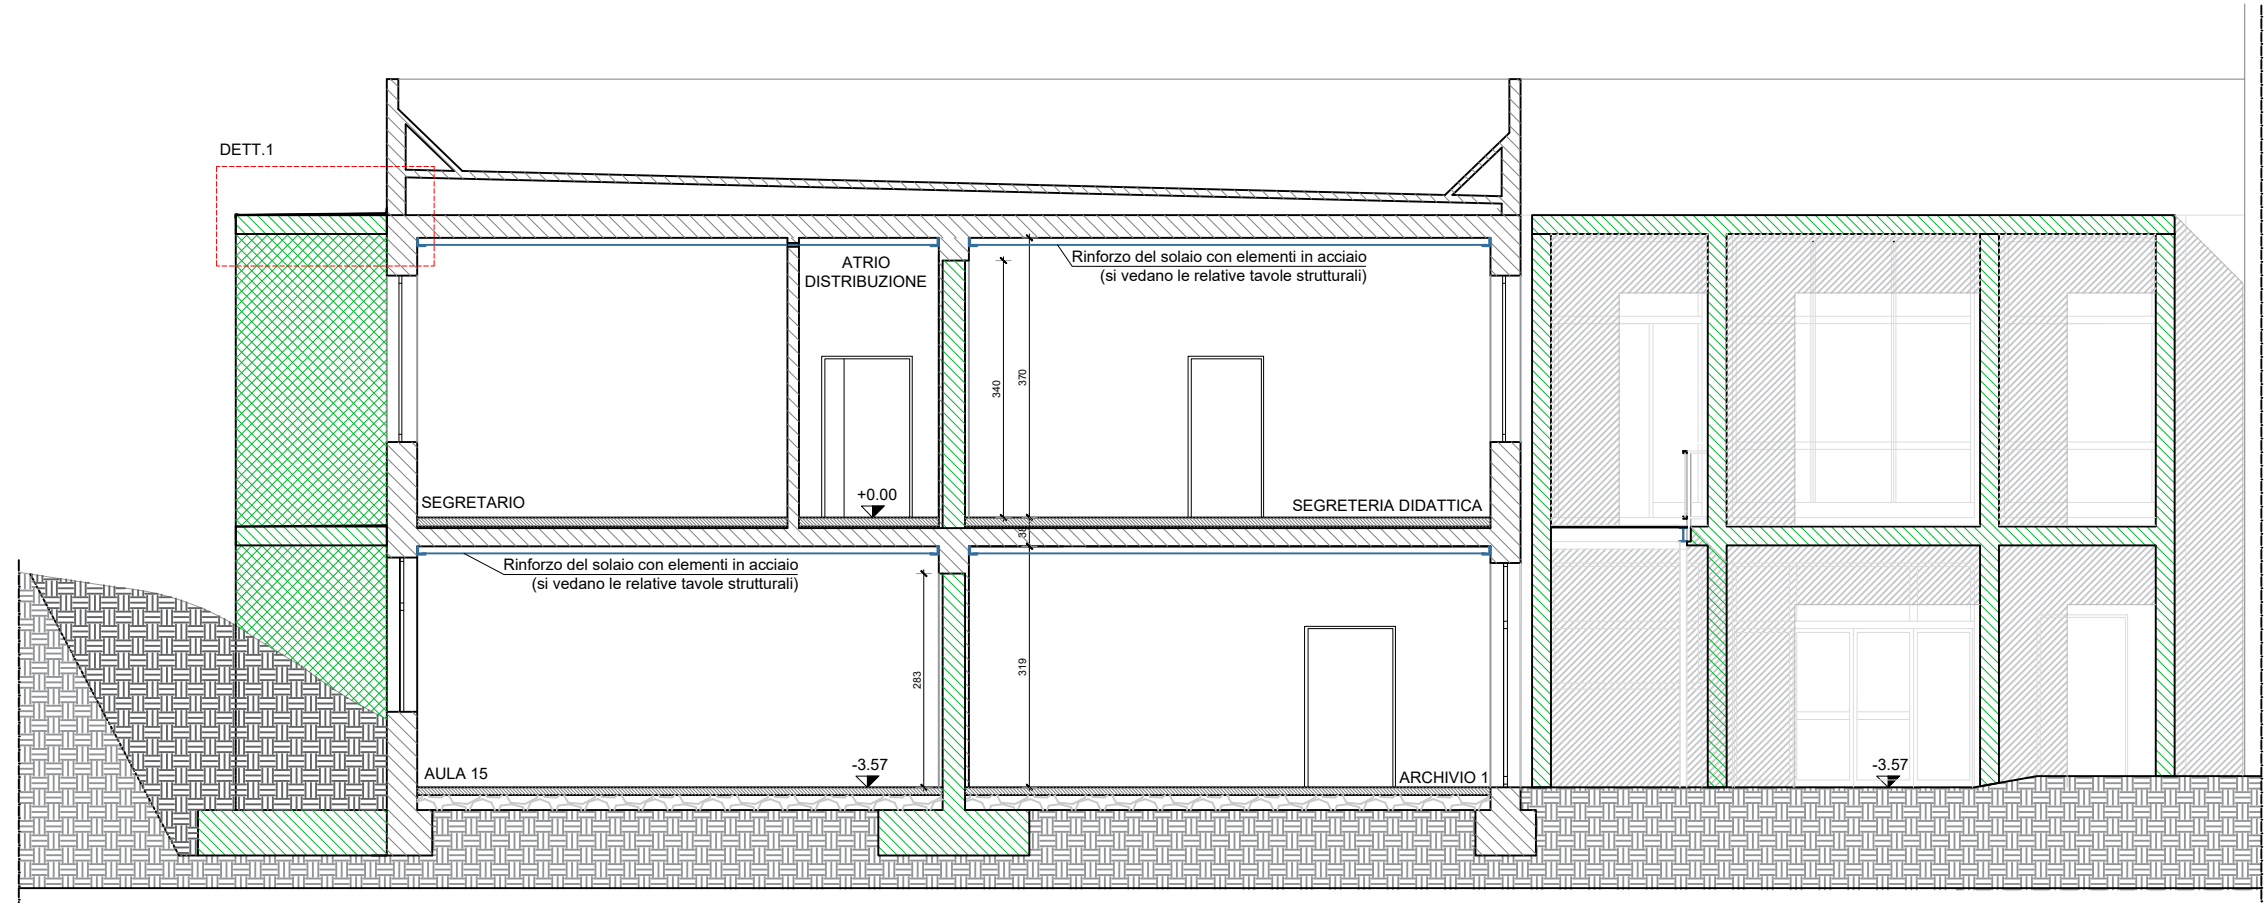 DETT.1
Rinforzo del solaio con elementi in acciaio
(si vedano le relative tavole strutturali)
ATRIO
DISTRIBUZIONE
340
370
SEGRETARIO
+0.00
SEGRETERIA DIDATTICA
38
Rinforzo del solaio con elementi in acciaio
(si vedano le relative tavole strutturali)
283
319
AULA 15
-3.57
ARCHIVIO 1
-3.57